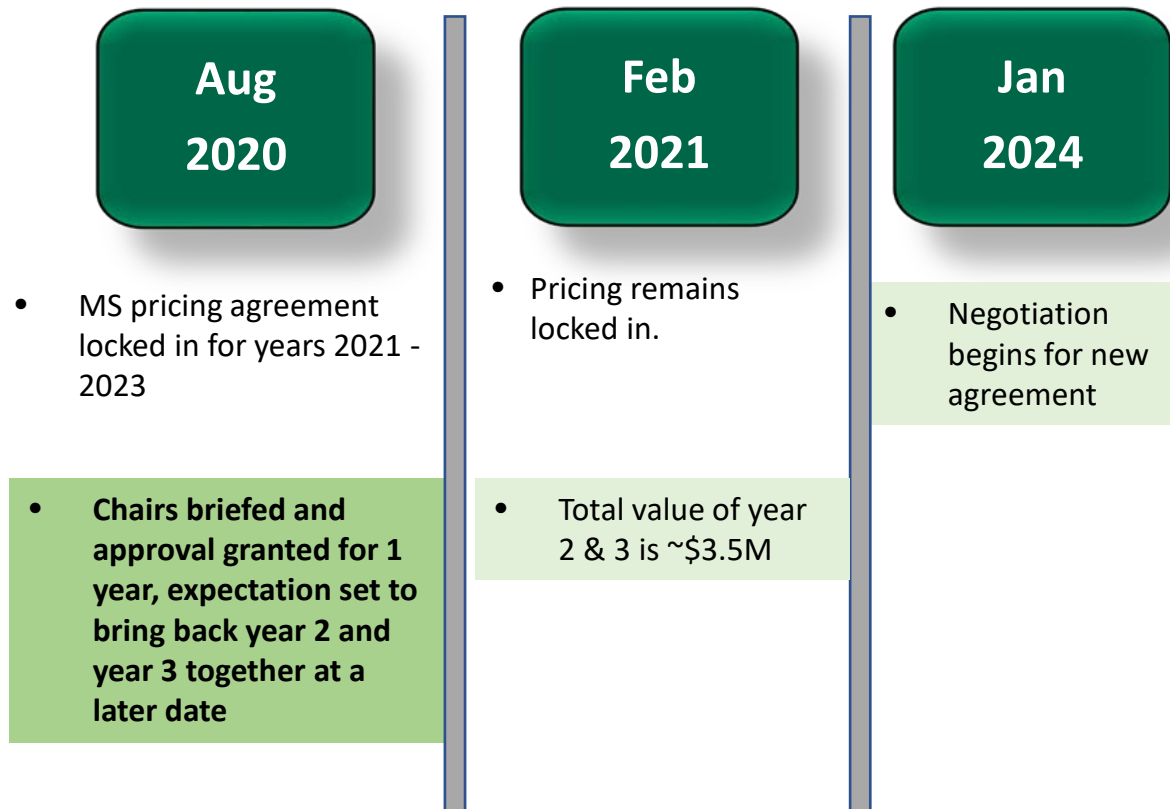 Aug
2020
• MS pricing agreement
locked in for years 2021 -
2023
• Chairs briefed and
approval granted for 1
year, expectation set to
bring back year 2 and
year 3 together at a
later date
Feb
2021
• Pricing remains
locked in.
• Total value of year
2 & 3 is ~$3.5M
Jan
2024
• Negotiation
begins for new
agreement